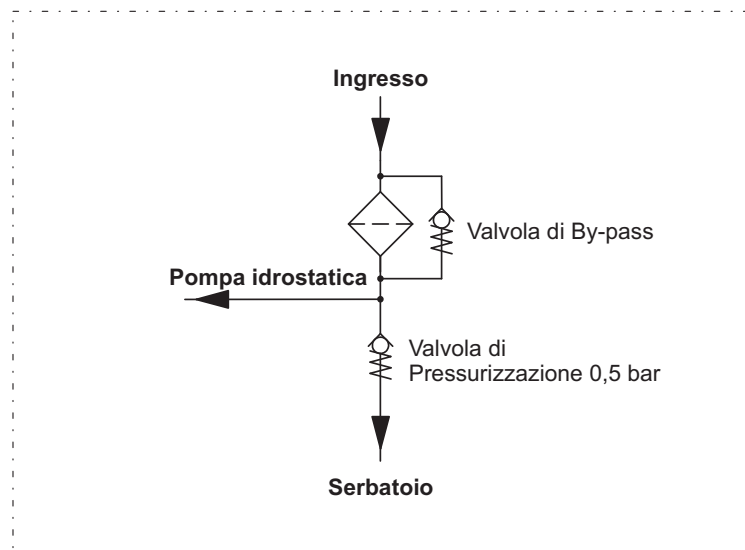 Ingresso
Valvola di By-pass
Pompa idrostatica
Valvola di
Pressurizzazione 0,5 bar
Serbatoio